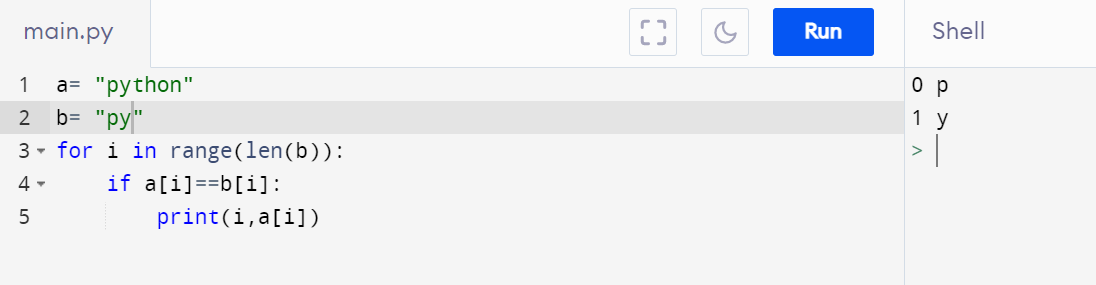 main.py
Run
Shell
1 a= "python"
2 b= "py"
3 for i in range(len(b)):
4 if a[i]==b[i]:
5 print(i,a[i])
0 p
1 y
>